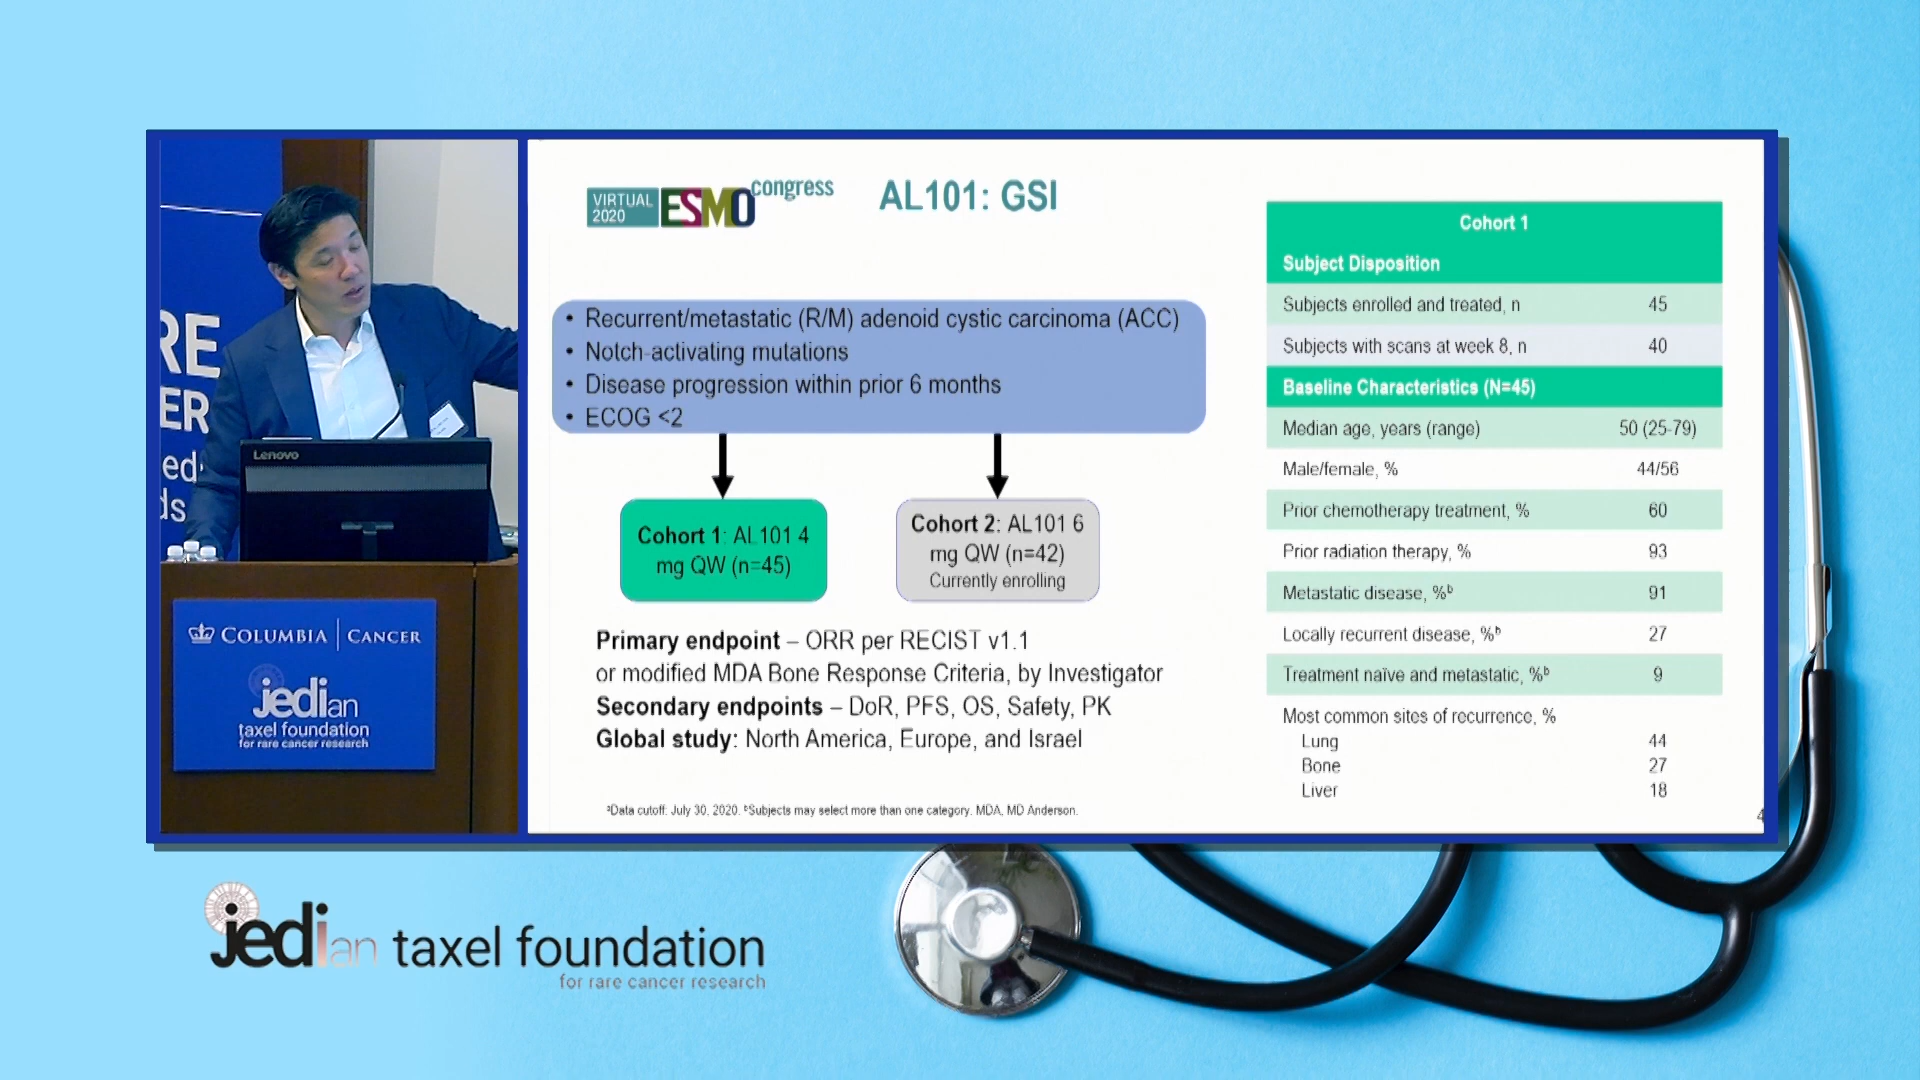 RE
ER
ed-
ds
Lenovo
COLUMBIA | CANCER
jedian
taxel foundation
for rare cancer research
VIRTUAL
2020
ESMO
congress
AL101: GSI
• Recurrent/metastatic (R/M) adenoid cystic carcinoma (ACC)
• Notch-activating mutations
• Disease progression within prior 6 months
• ECOG <2
Cohort 1: AL101 4
mg QW (n=45)
Cohort 2: AL101 6
mg QW (n=42)
Currently enrolling
Primary endpoint – ORR per RECIST v1.1
or modified MDA Bone Response Criteria, by Investigator
Secondary endpoints – DoR, PFS, OS, Safety, PK
Global study: North America, Europe, and Israel
ᵃData cutoff: July 30, 2020. ᵇSubjects may select more than one category. MDA, MD Anderson.
Cohort 1
Subject Disposition
Subjects enrolled and treated, n 45
Subjects with scans at week 8, n 40
Baseline Characteristics (N=45)
Median age, years (range) 50 (25-79)
Male/female, % 44/56
Prior chemotherapy treatment, % 60
Prior radiation therapy, % 93
Metastatic disease, %ᵇ 91
Locally recurrent disease, %ᵇ 27
Treatment naïve and metastatic, %ᵇ 9
Most common sites of recurrence, %
Lung 44
Bone 27
Liver 18
4
jedian taxel foundation
for rare cancer research